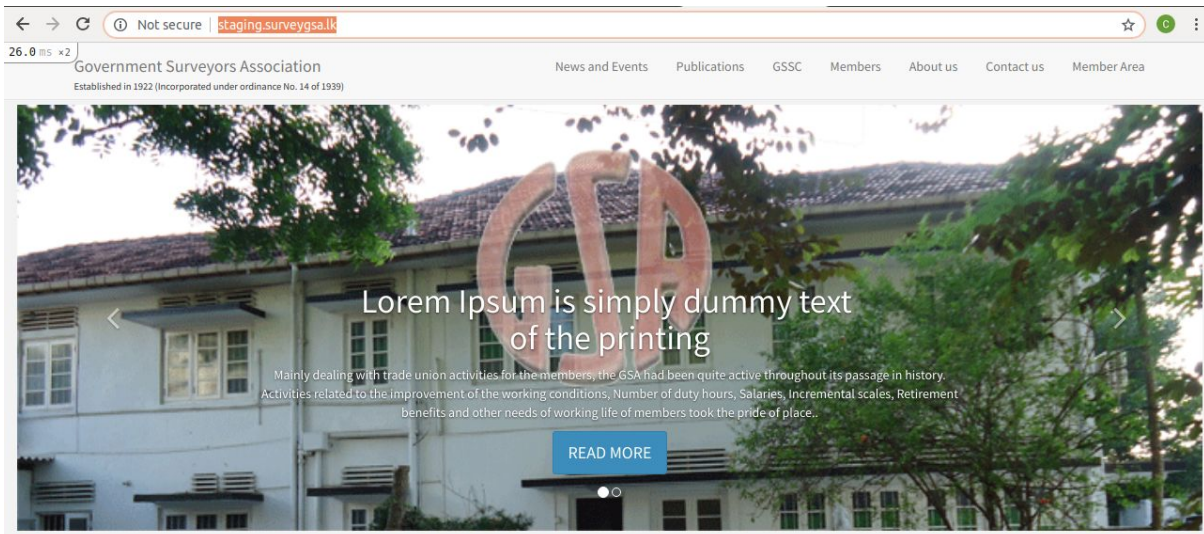 Not secure
staging.surveygsa.lk
C
26.0 ms ×2
Government Surveyors Association
Established in 1922 (Incorporated under ordinance No. 14 of 1939)
News and Events
Publications
GSSC
Members
About us
Contact us
Member Area
GSA
Lorem Ipsum is simply dummy text
of the printing
Mainly dealing with trade union activities for the members, the GSA had been quite active throughout its passage in history.
Activities related to the improvement of the working conditions, Number of duty hours, Salaries, Incremental scales, Retirement
benefits and other needs of working life of members took the pride of place..
READ MORE